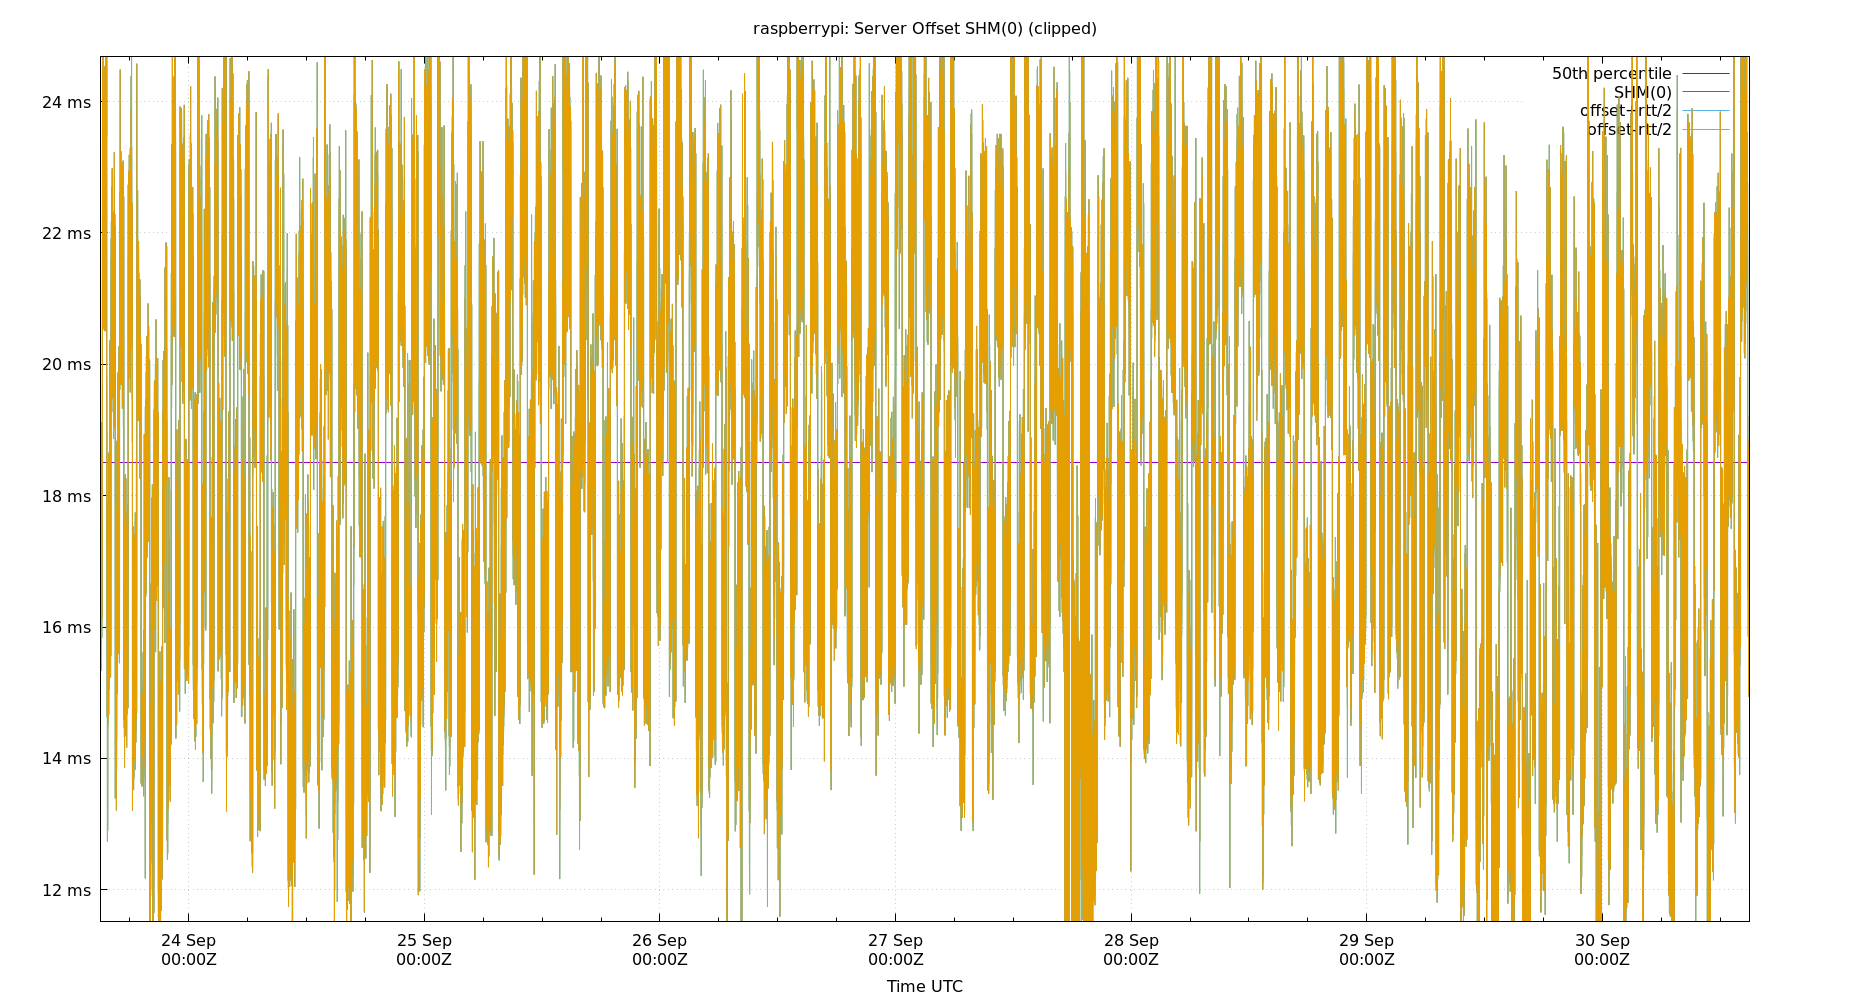 raspberrypi: Server Offset SHM(0) (clipped)
50th percentile
SHM(0)
offset+rtt/2
offset-rtt/2
24 ms
22 ms
20 ms
18 ms
16 ms
14 ms
12 ms
24 Sep 25 Sep 26 Sep 27 Sep 28 Sep 29 Sep 30 Sep
00:00Z 00:00Z 00:00Z 00:00Z 00:00Z 00:00Z 00:00Z
Time UTC